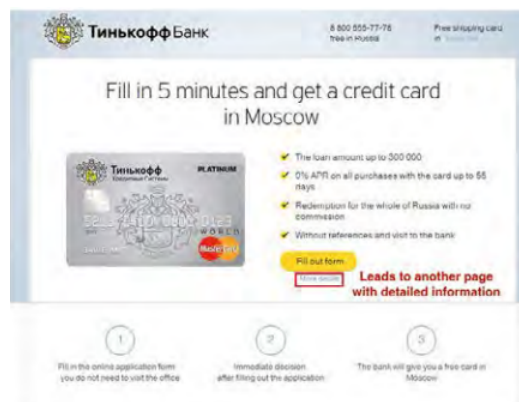 Тинькофф Банк
8 800 555-77-78
free in Russia
Free shipping card
in
Fill in 5 minutes and get a credit card
in Moscow
Тинькофф
Кредитные Системы
PLATINUM
WORLD
MasterCard
The loan amount up to 300 000
0% APR on all purchases with the card up to 55
days
Redemption for the whole of Russia with no
commission
Without references and visit to the bank
Fill out form
More details
Leads to another page
with detailed information
1
2
3
Fill in the online application form
you do not need to visit the office
Immediate decision
after filling out the application
The bank will give you a free card in
Moscow